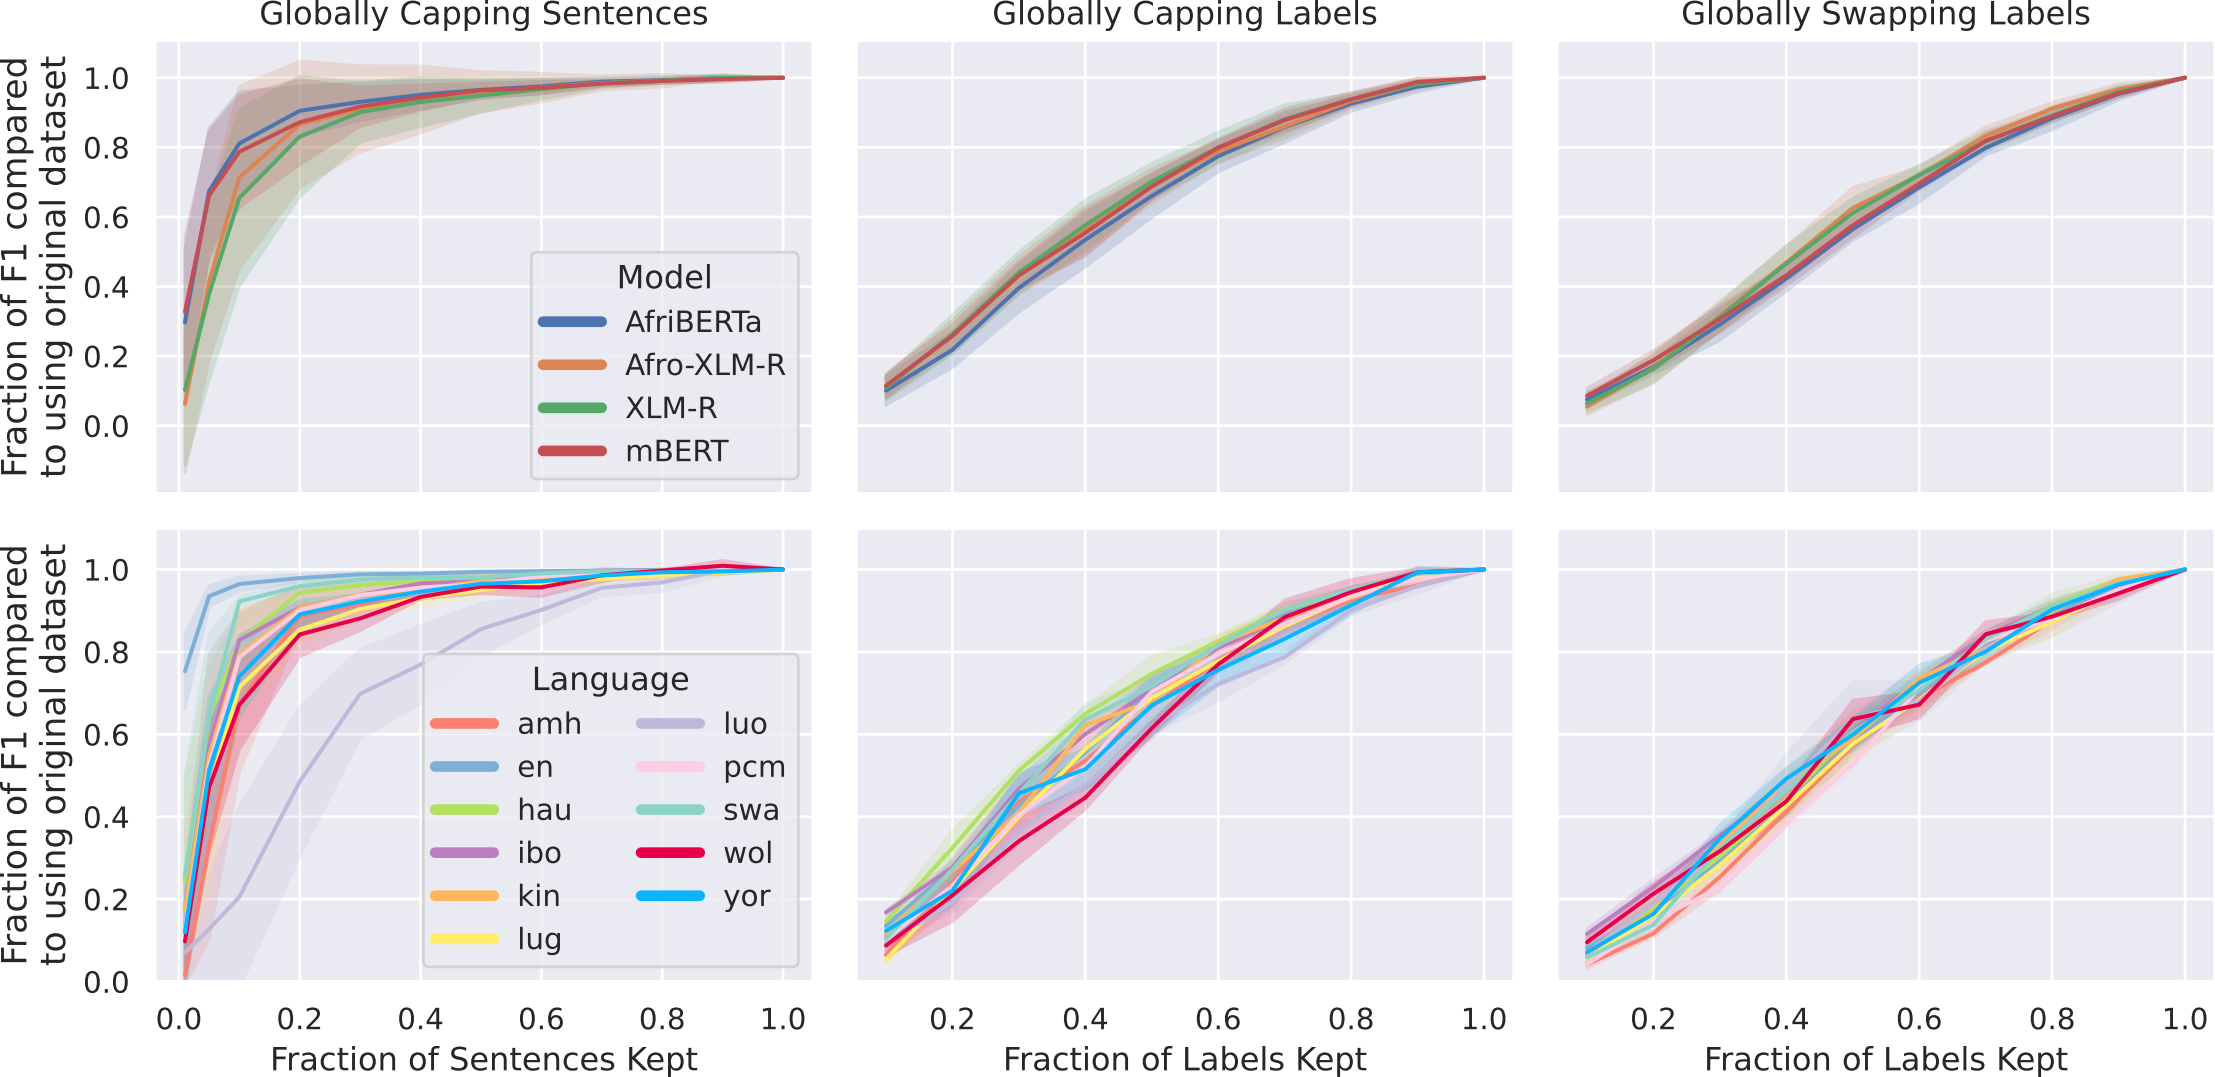 Globally Capping Sentences
Globally Capping Labels
Globally Swapping Labels
Fraction of F1 compared
to using original dataset
1.0
0.8
0.6
0.4
0.2
0.0
Model
AfriBERTa
Afro-XLM-R
XLM-R
mBERT
Fraction of F1 compared
to using original dataset
1.0
0.8
0.6
0.4
0.2
0.0
Language
amh
en
hau
ibo
kin
lug
luo
pcm
swa
wol
yor
0.0 0.2 0.4 0.6 0.8 1.0
0.2 0.4 0.6 0.8 1.0
0.2 0.4 0.6 0.8 1.0
Fraction of Sentences Kept
Fraction of Labels Kept
Fraction of Labels Kept